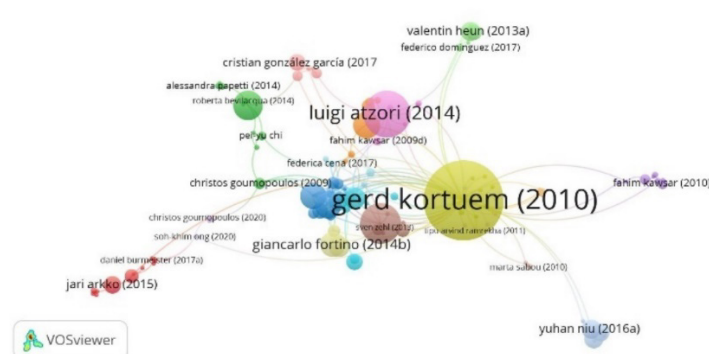 valentin heun (2013a)
federico dominguez (2017)
cristian gonzález garcía (2017
alessandra papetti (2014)
roberta bevilacqua (2014)
luigi atzori (2014)
pei-yu chi
fahim kawsar (2009d)
federica cena (2017)
christos goumopoulos (2009)
fahim kawsar (2010)
gerd kortuem (2010)
christos goumopoulos (2020)
soh-khim ong (2020)
giancarlo fortino (2014b)
daniel burmeister (2017a)
marta sabou (2010)
jari arkko (2015)
yuhan niu (2016a)
VOSviewer